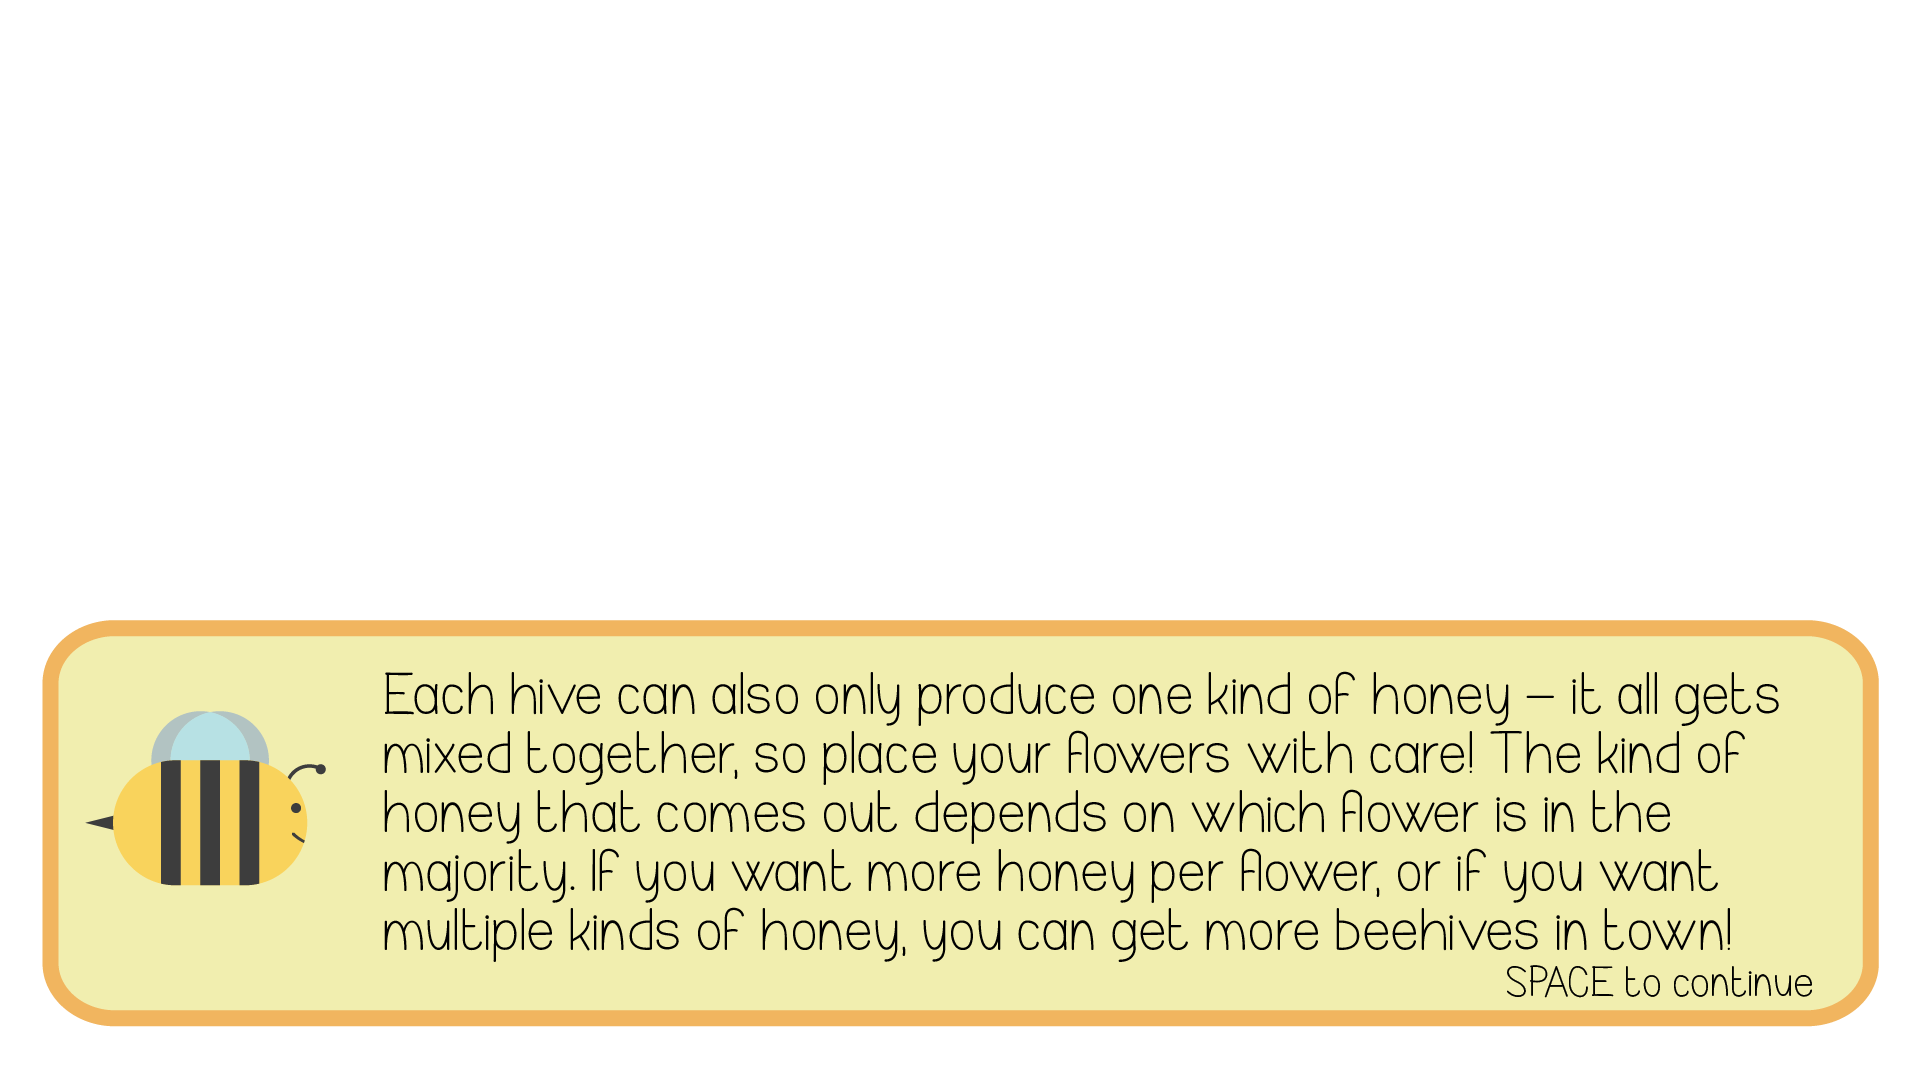 Each hive can also only produce one kind of honey – it all gets
mixed together, so place your flowers with care! The kind of
honey that comes out depends on which flower is in the
majority. If you want more honey per flower, or if you want
multiple kinds of honey, you can get more beehives in town!
SPACE to continue